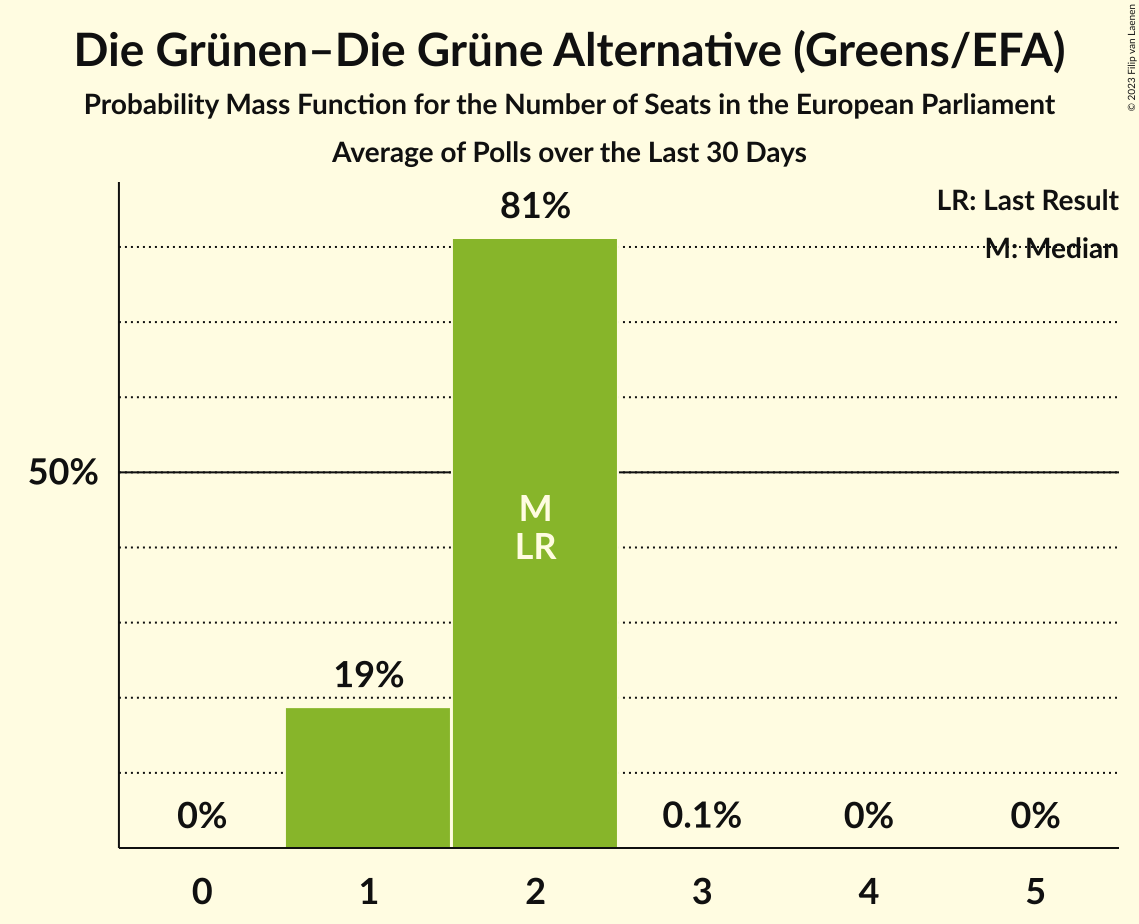 Die Grünen–Die Grüne Alternative (Greens/EFA)
Probability Mass Function for the Number of Seats in the European Parliament
Average of Polls over the Last 30 Days
© 2023 Filip van Laenen
LR: Last Result
M: Median
81%
50%
M
LR
19%
0%
0.1%
0%
0%
0
1
2
3
4
5